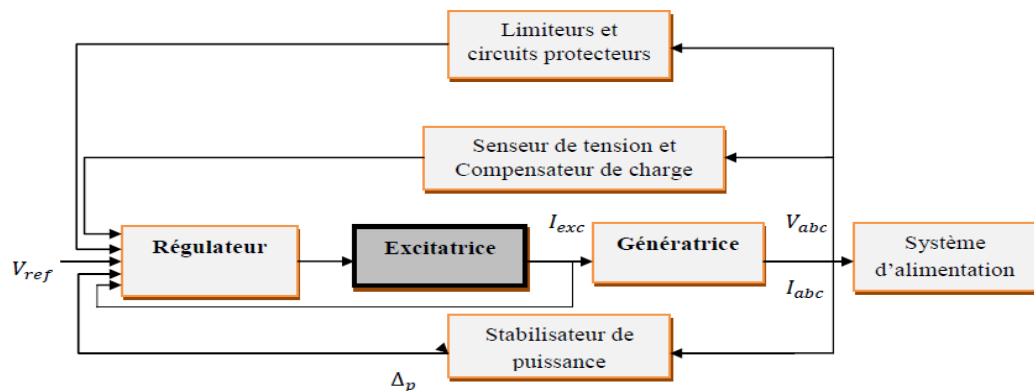 Limiteurs et
circuits protecteurs
Senseur de tension et
Compensateur de charge
Régulateur
Excitatrice
I_exc
Génératrice
V_abc
Système
d'alimentation
V_ref
I_abc
Stabilisateur de
puissance
Δ_p